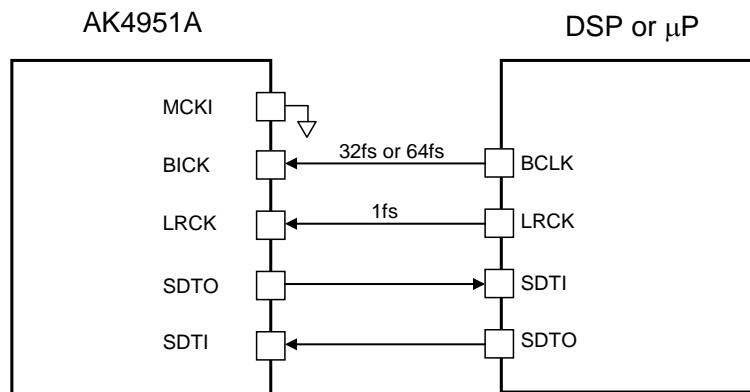 AK4951A
DSP or μP
MCKI
BICK
32fs or 64fs
BCLK
LRCK
1fs
LRCK
SDTO
SDTI
SDTI
SDTO